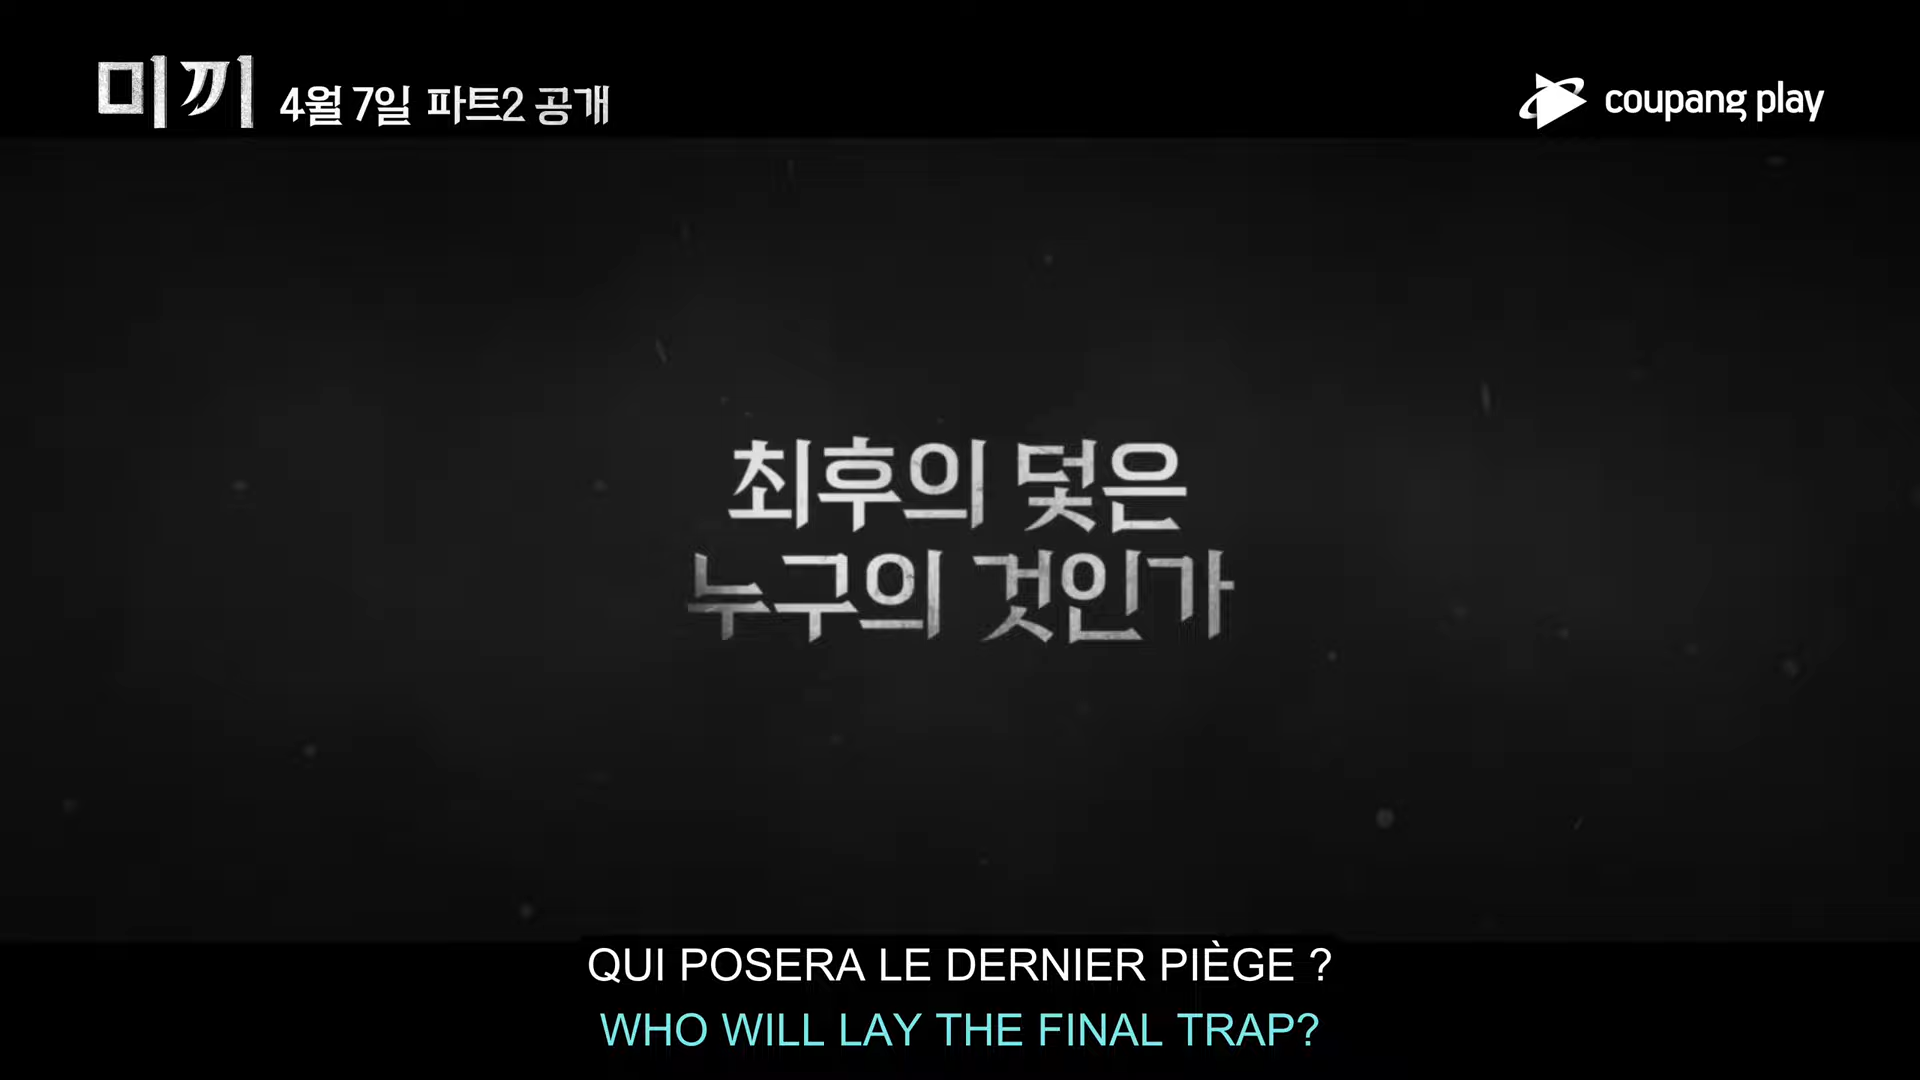 미끼 4월 7일 파트2 공개
coupang play
최후의 덫은
누구의 것인가
QUI POSERA LE DERNIER PIÈGE ?
WHO WILL LAY THE FINAL TRAP?